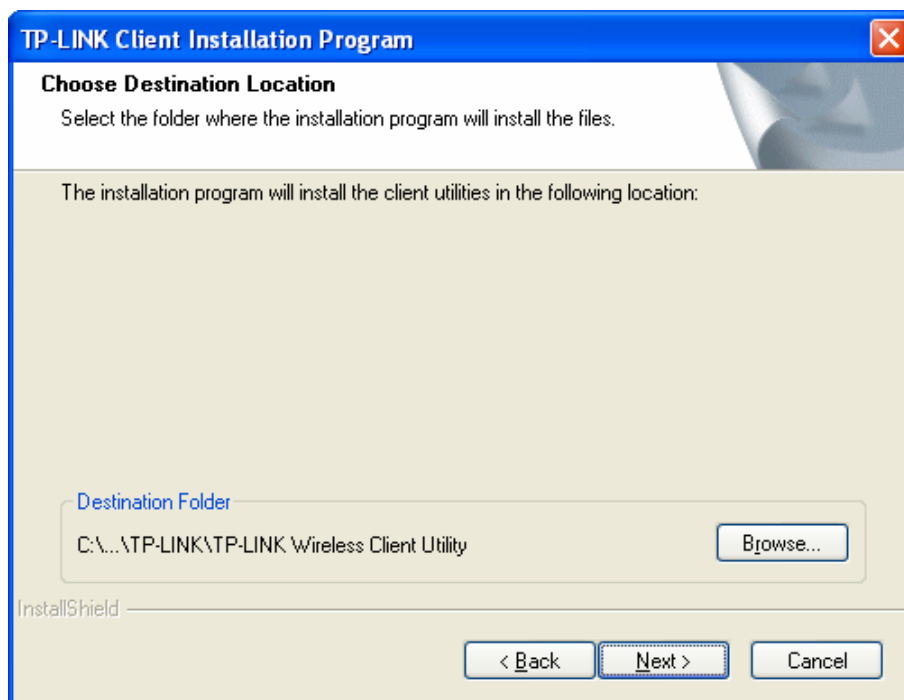 TP-LINK Client Installation Program
Choose Destination Location
Select the folder where the installation program will install the files.
The installation program will install the client utilities in the following location:
Destination Folder
C:\...\TP-LINK\TP-LINK Wireless Client Utility
Browse...
InstallShield
< Back
Next >
Cancel